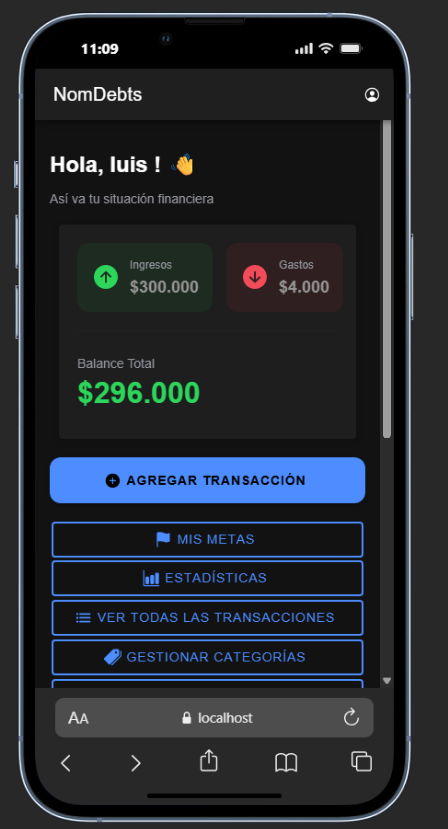 11:09
NomDebts
Hola, luis ! 👋
Así va tu situación financiera
Ingresos
$300.000
Gastos
$4.000
Balance Total
$296.000
AGREGAR TRANSACCIÓN
MIS METAS
ESTADÍSTICAS
VER TODAS LAS TRANSACCIONES
GESTIONAR CATEGORÍAS
AA
localhost